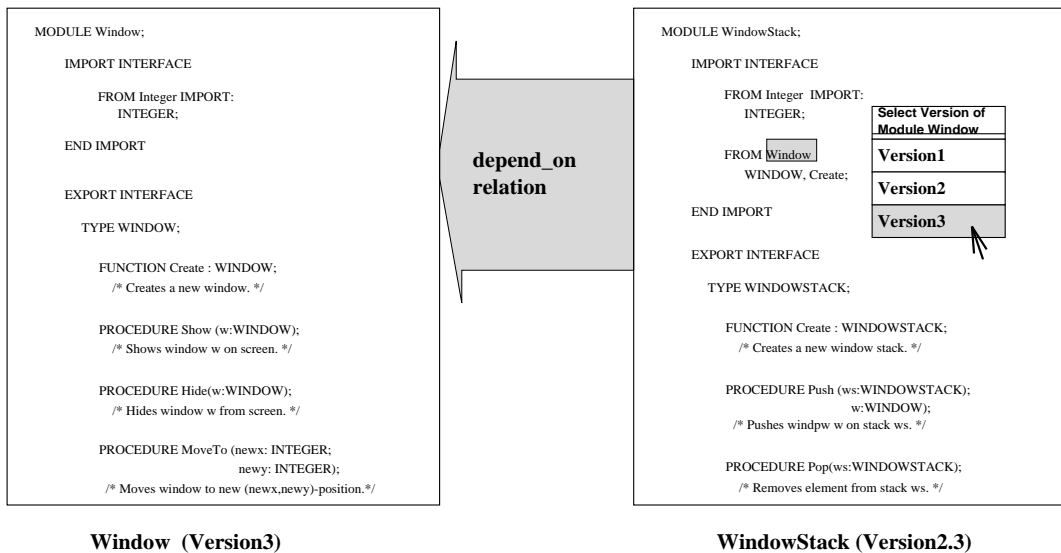 MODULE Window;
IMPORT INTERFACE
FROM Integer IMPORT:
INTEGER;
END IMPORT
EXPORT INTERFACE
TYPE WINDOW;
FUNCTION Create : WINDOW;
/* Creates a new window. */
PROCEDURE Show (w:WINDOW);
/* Shows window w on screen. */
PROCEDURE Hide(w:WINDOW);
/* Hides window w from screen. */
PROCEDURE MoveTo (newx: INTEGER;
newy: INTEGER);
/* Moves window to new (newx,newy)-position.*/
Window (Version3)
depend_on
relation
MODULE WindowStack;
IMPORT INTERFACE
FROM Integer IMPORT:
INTEGER;
FROM Window
WINDOW, Create;
END IMPORT
EXPORT INTERFACE
TYPE WINDOWSTACK;
FUNCTION Create : WINDOWSTACK;
/* Creates a new window stack. */
PROCEDURE Push (ws:WINDOWSTACK);
w:WINDOW);
/* Pushes windpw w on stack ws. */
PROCEDURE Pop(ws:WINDOWSTACK);
/* Removes element from stack ws. */
Select Version of
Module Window
Version1
Version2
Version3
WindowStack (Version2.3)